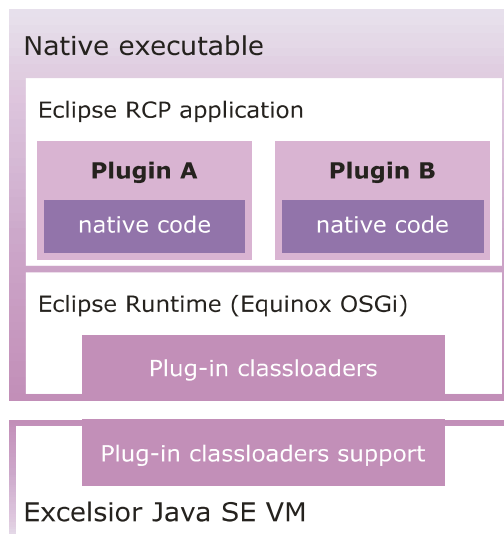 Native executable
Eclipse RCP application
Plugin A
Plugin B
native code
native code
Eclipse Runtime (Equinox OSGi)
Plug-in classloaders
Plug-in classloaders support
Excelsior Java SE VM